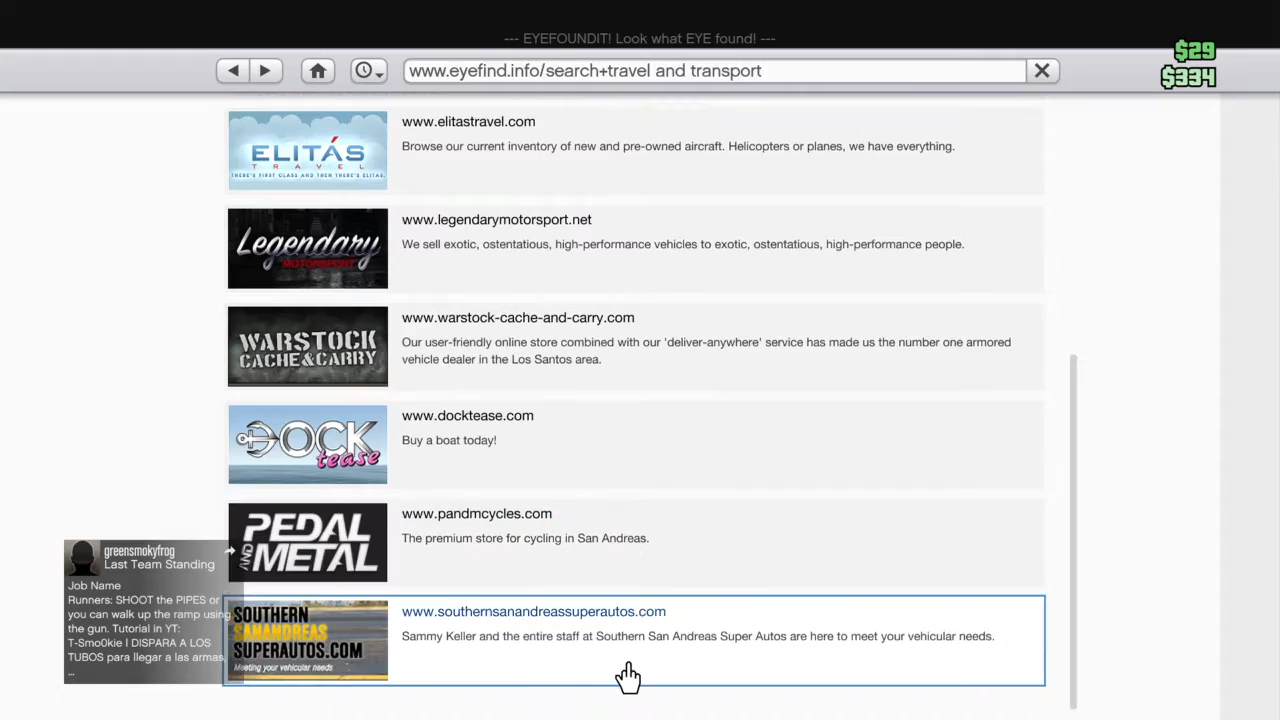 --- EYEFOUNDIT! Look what EYE found! ---
www.eyefind.info/search+travel and transport
$29
$334
ELITÁS
TRAVEL
THERE'S FIRST CLASS AND THEN THERE'S ELITAS.
www.elitastravel.com
Browse our current inventory of new and pre-owned aircraft. Helicopters or planes, we have everything.
Legendary
MOTORSPORT
www.legendarymotorsport.net
We sell exotic, ostentatious, high-performance vehicles to exotic, ostentatious, high-performance people.
WARSTOCK
CACHE&CARRY
www.warstock-cache-and-carry.com
Our user-friendly online store combined with our 'deliver-anywhere' service has made us the number one armored
vehicle dealer in the Los Santos area.
DOCK
tease
www.docktease.com
Buy a boat today!
PEDAL
AND METAL
www.pandmcycles.com
The premium store for cycling in San Andreas.
SOUTHERN
SANANDREAS
SUPERAUTOS.COM
Meeting your vehicular needs
www.southernsanandreassuperautos.com
Sammy Keller and the entire staff at Southern San Andreas Super Autos are here to meet your vehicular needs.
greensmokyfrog
Last Team Standing
Job Name
Runners: SHOOT the PIPES or
you can walk up the ramp using
the gun. Tutorial in YT:
T-Smo0kie I DISPARA A LOS
TUBOS para llegar a las armas,
...